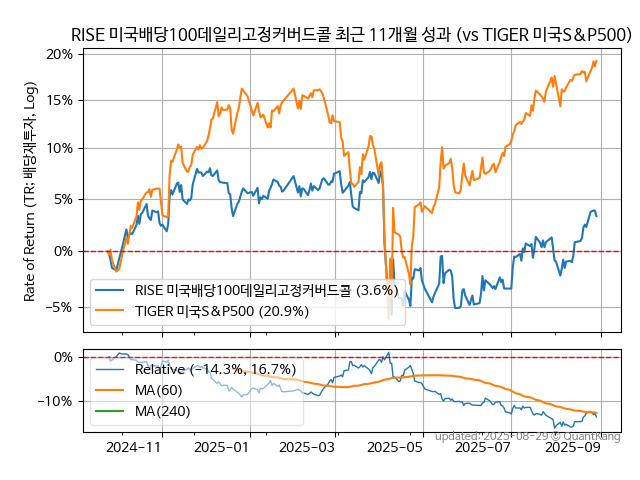 RISE 미국배당100데일리고정커버드콜 최근 11개월 성과 (vs TIGER 미국S&P500)
Rate of Return (TR: 배당재투자, Log)
20%
15%
10%
5%
0%
−5%
RISE 미국배당100데일리고정커버드콜 (3.6%)
TIGER 미국S&P500 (20.9%)
0%
−10%
Relative (−14.3%, 16.7%)
MA(60)
MA(240)
updated: 2025-08-29 © QuantKang
2024−11
2025−01
2025−03
2025−05
2025−07
2025−09